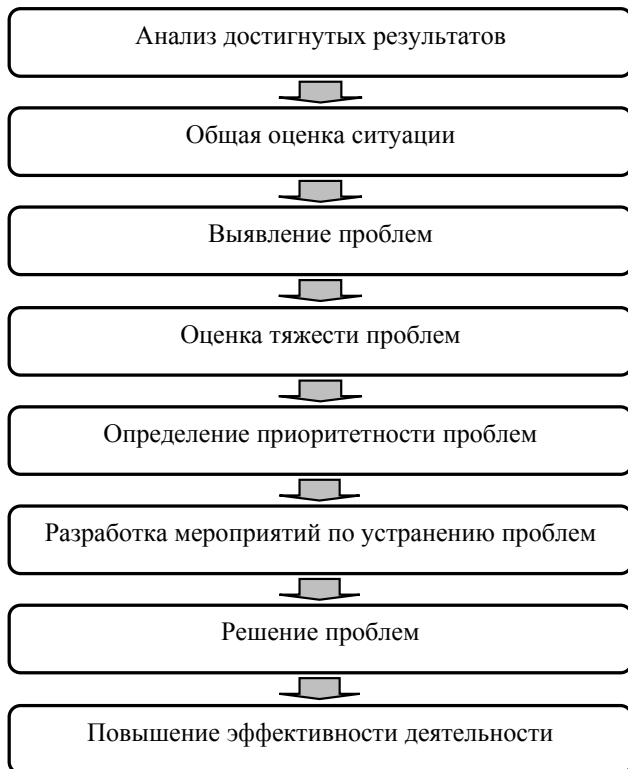 Анализ достигнутых результатов
Общая оценка ситуации
Выявление проблем
Оценка тяжести проблем
Определение приоритетности проблем
Разработка мероприятий по устранению проблем
Решение проблем
Повышение эффективности деятельности